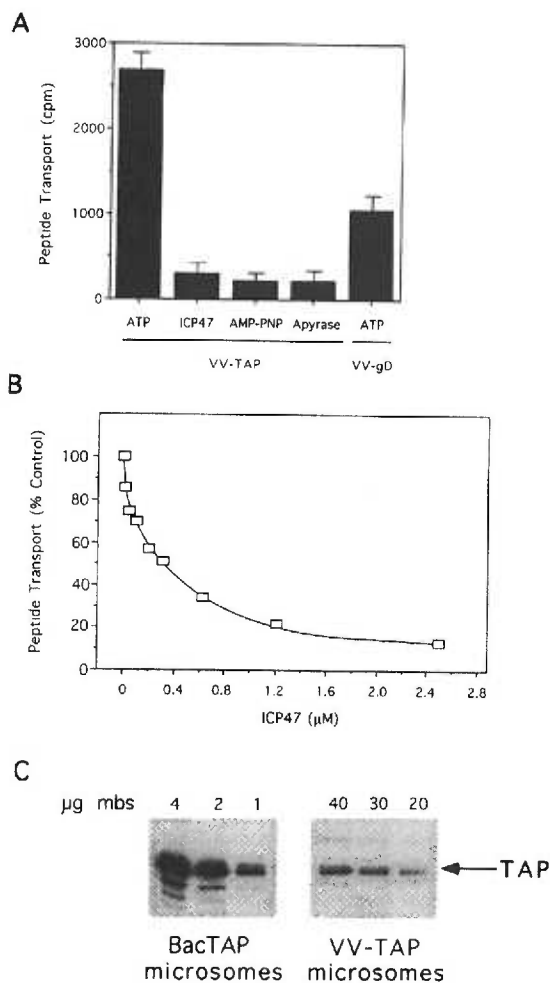 A
Peptide Transport (cpm)
3000
2000
1000
0
ATP ICP47 AMP-PNP Apyrase ATP
VV-TAP VV-gD
B
Peptide Transport (% Control)
100
80
60
40
20
0
0 0.4 0.8 1.2 1.6 2.0 2.4 2.8
ICP47 (µM)
C
µg mbs 4 2 1 40 30 20
TAP
BacTAP VV-TAP
microsomes microsomes